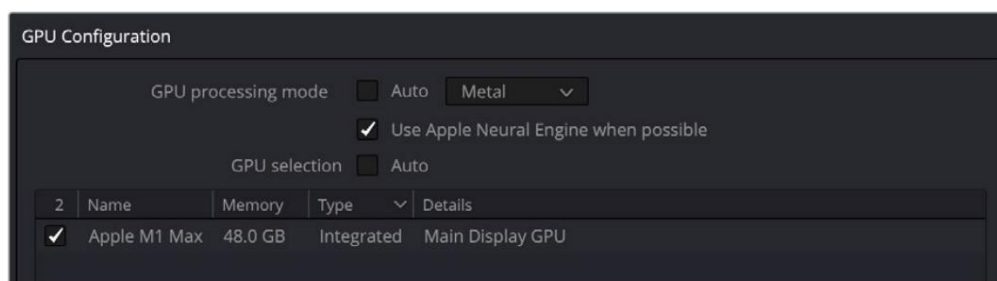 GPU Configuration
GPU processing mode Auto Metal
Use Apple Neural Engine when possible
GPU selection Auto
2 Name Memory Type Details
Apple M1 Max 48.0 GB Integrated Main Display GPU